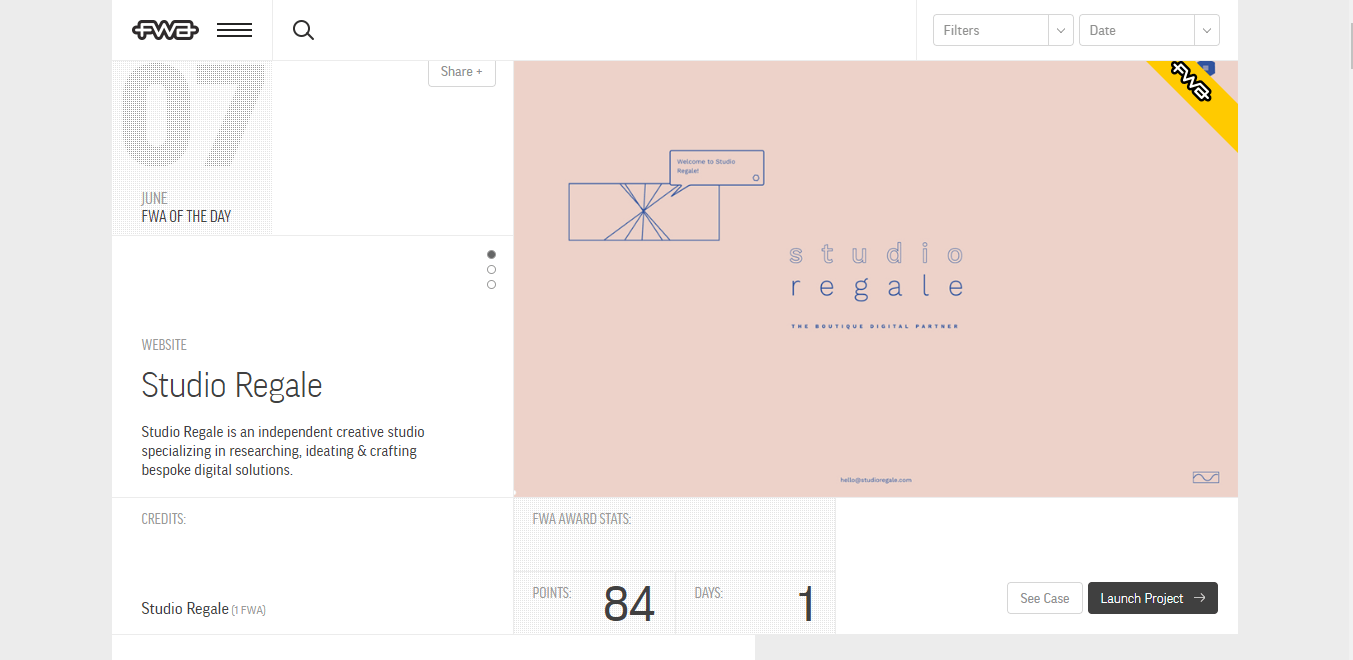 FWA
Filters
Date
07
JUNE
FWA OF THE DAY
Share +
FWA
Welcome to Studio
Regale!
studio
regale
THE BOUTIQUE DIGITAL PARTNER
hello@studioregale.com
WEBSITE
Studio Regale
Studio Regale is an independent creative studio
specializing in researching, ideating & crafting
bespoke digital solutions.
CREDITS:
Studio Regale (1 FWA)
FWA AWARD STATS:
POINTS: 84
DAYS: 1
See Case
Launch Project →